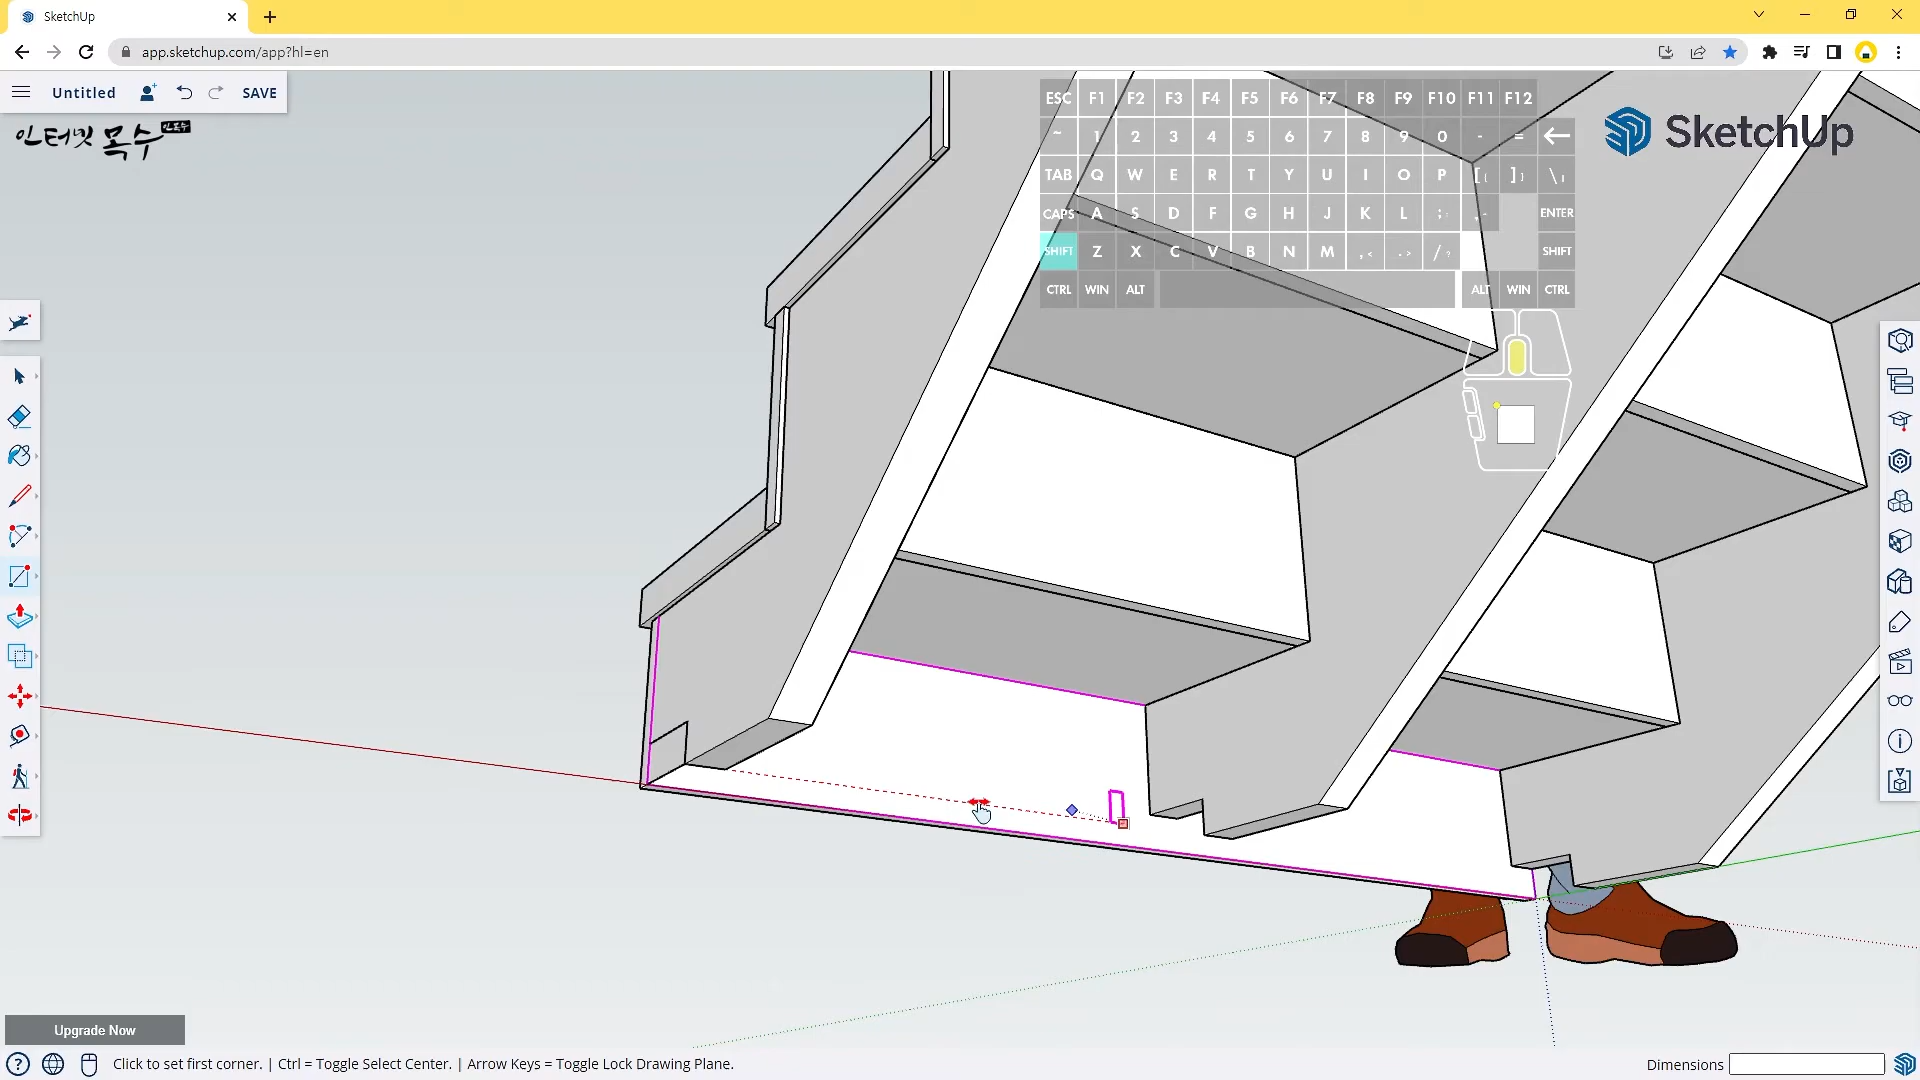 SketchUp
app.sketchup.com/app?hl=en
Untitled
SAVE
인터넷 목수
SketchUp
ESC F1 F2 F3 F4 F5 F6 F7 F8 F9 F10 F11 F12
~ 1 2 3 4 5 6 7 8 9 0 - =
TAB Q W E R T Y U I O P [ ] \
CAPS A S D F G H J K L ; ENTER
SHIFT Z X C V B N M , < . > / ? SHIFT
CTRL WIN ALT ALT WIN CTRL
Upgrade Now
Click to set first corner. | Ctrl = Toggle Select Center. | Arrow Keys = Toggle Lock Drawing Plane.
Dimensions